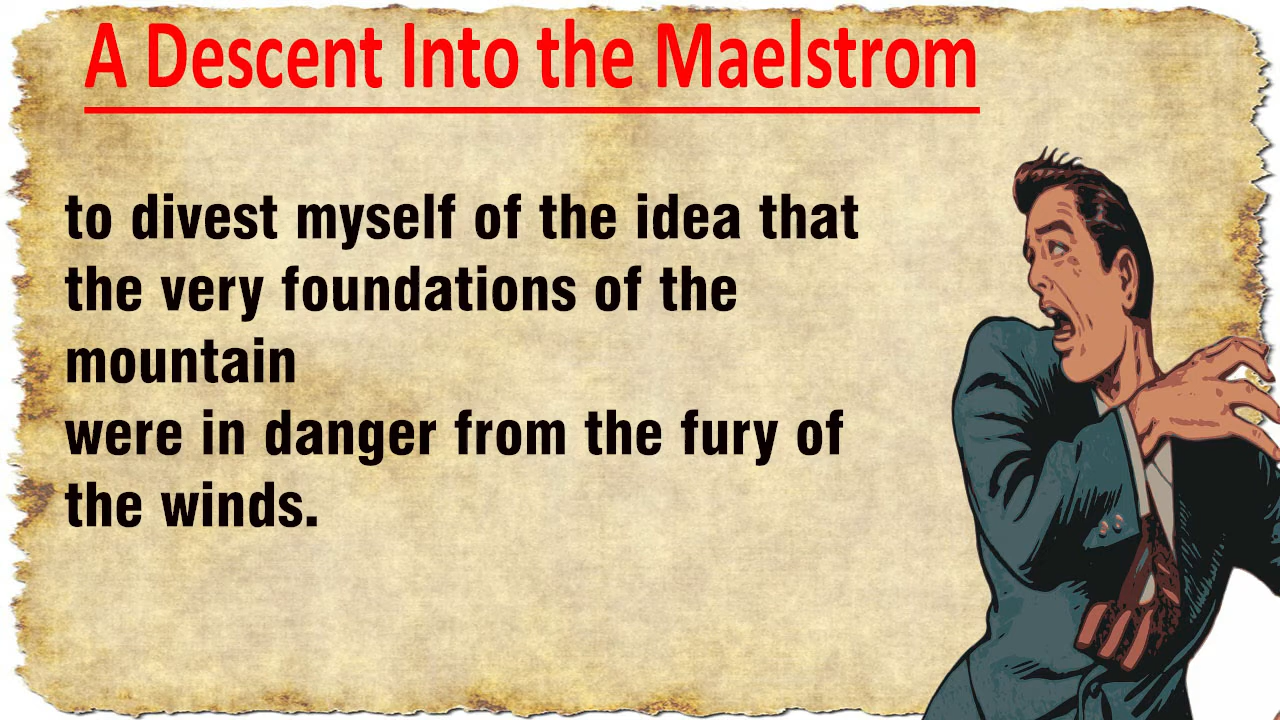 A Descent Into the Maelstrom
to divest myself of the idea that
the very foundations of the
mountain
were in danger from the fury of
the winds.